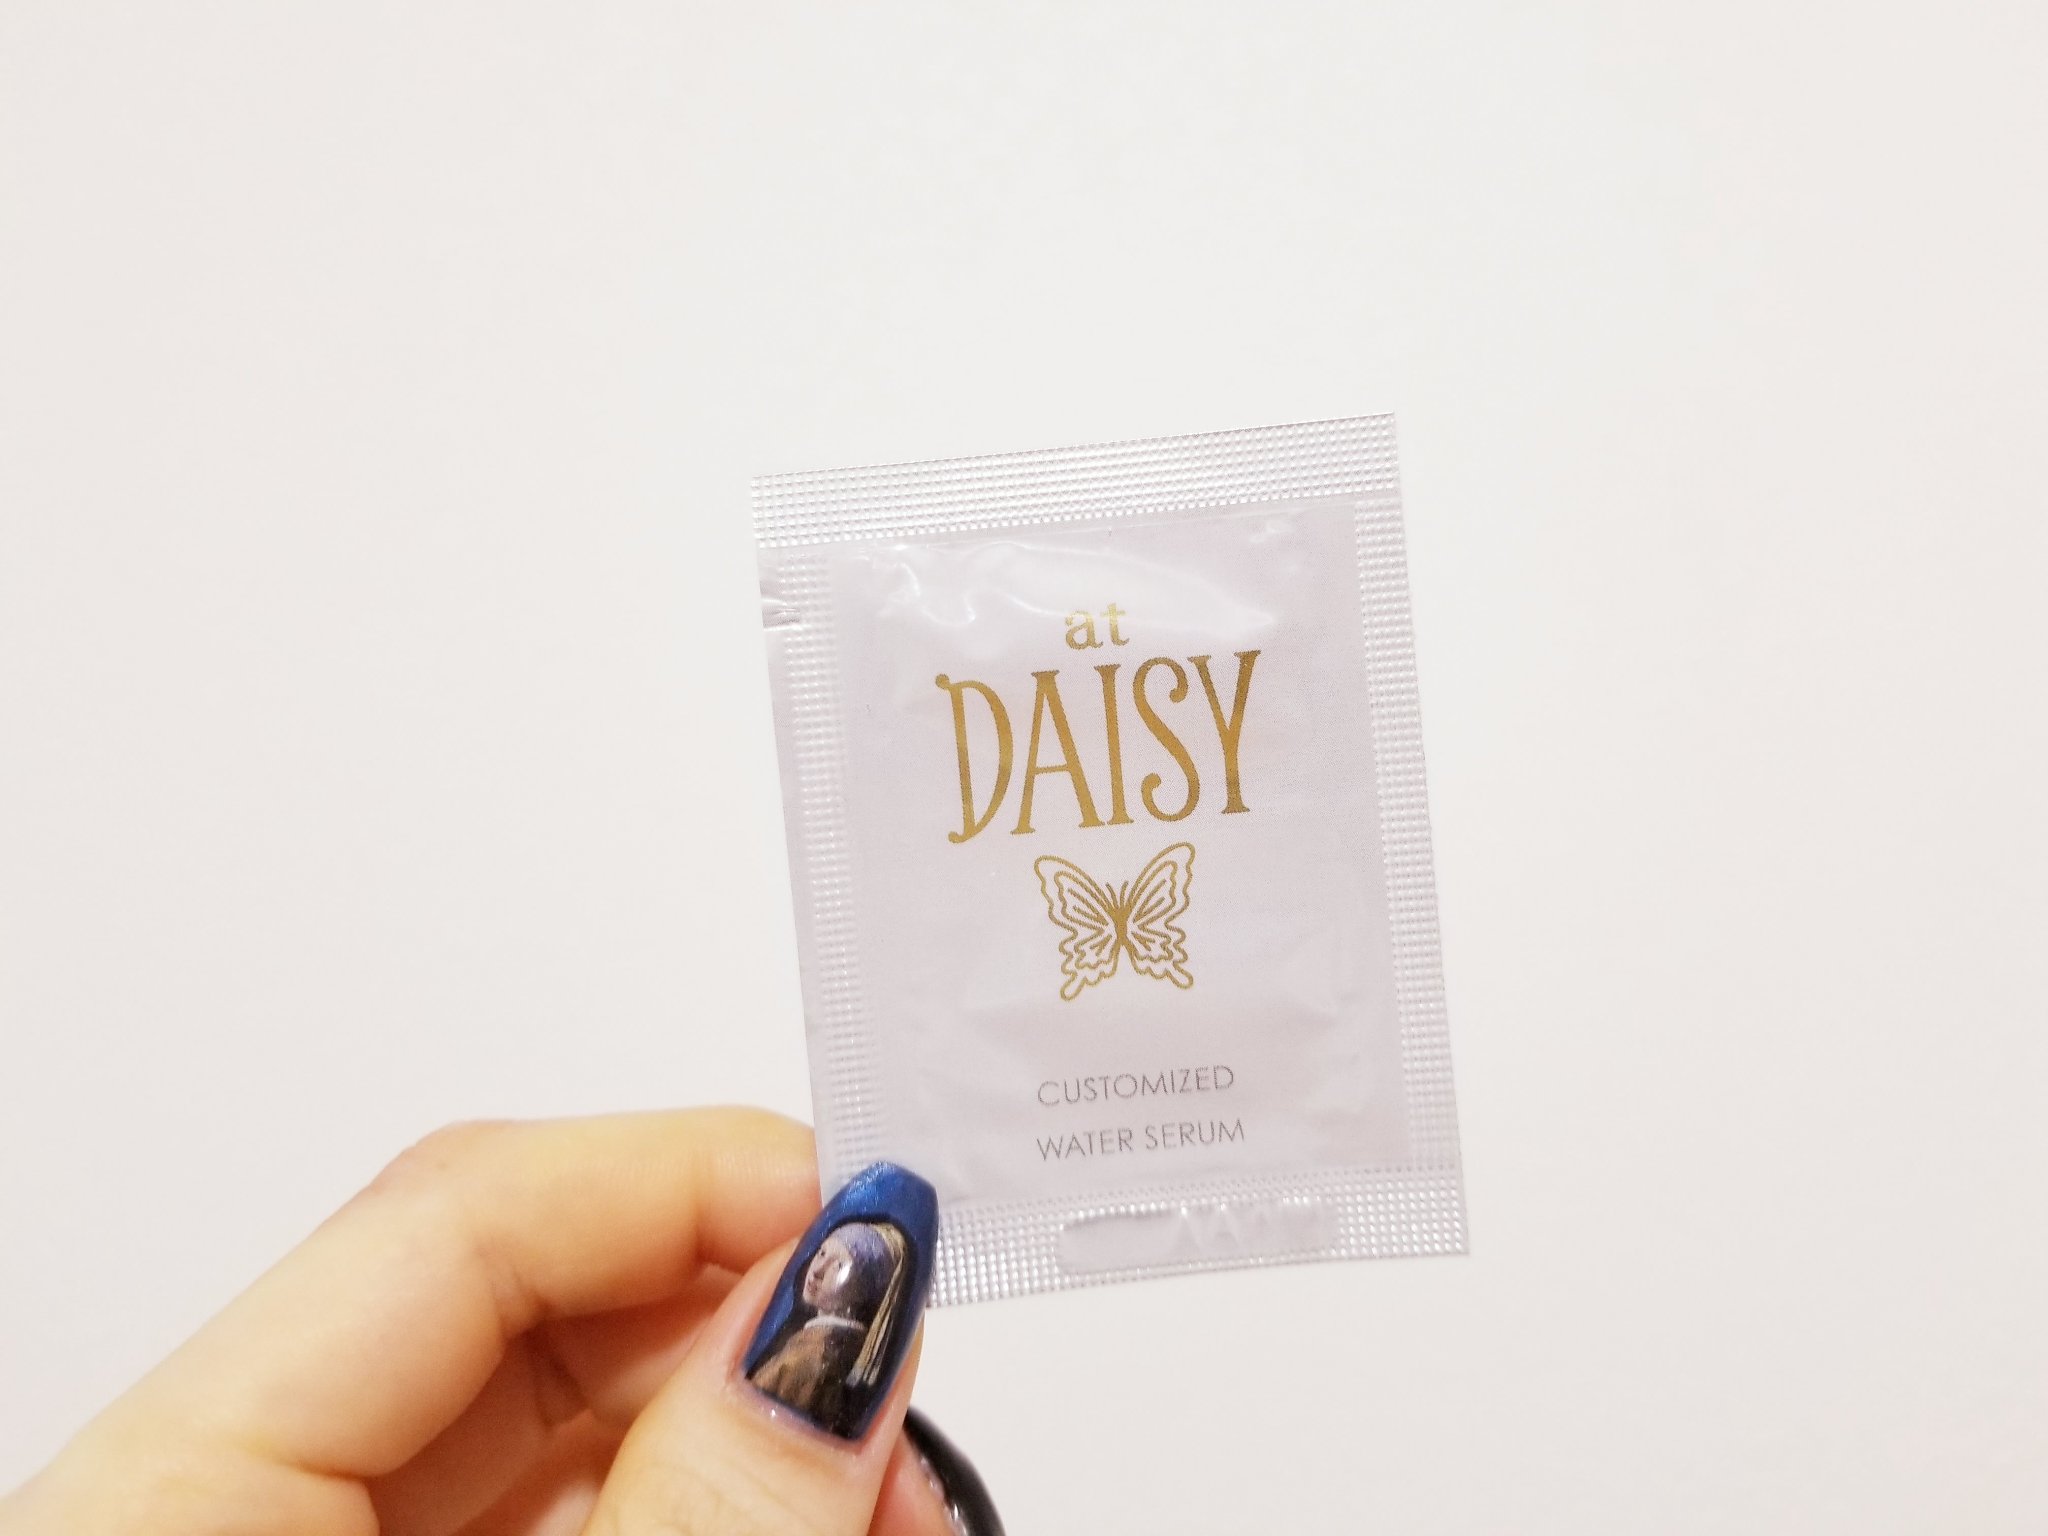 at
DAISY
CUSTOMIZED
WATER SERUM